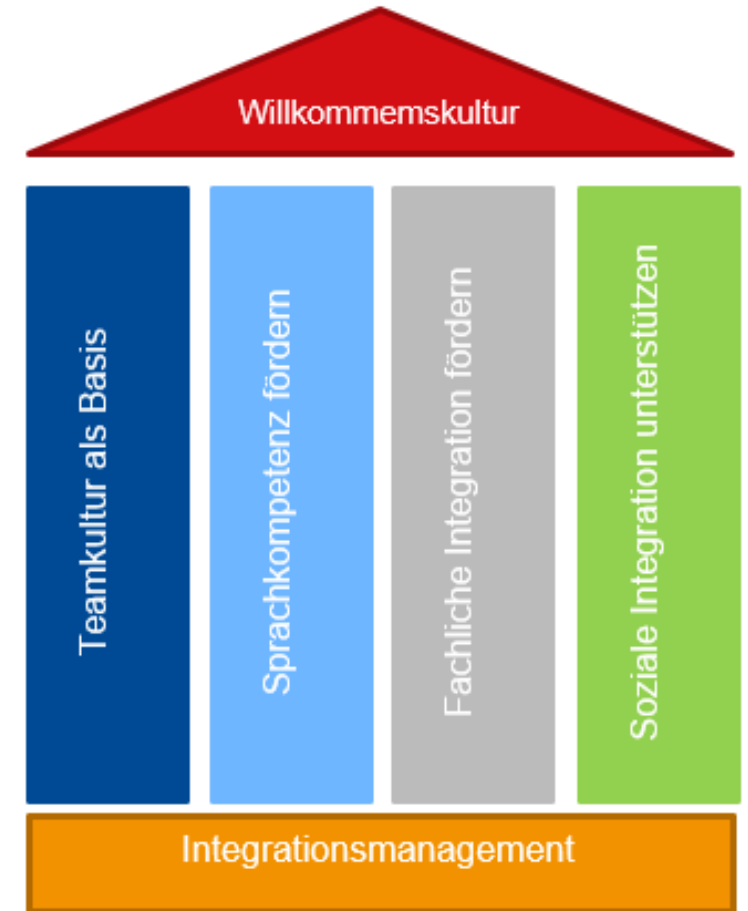 Willkommemskultur
Teamkultur als Basis
Sprachkompetenz fördern
Fachliche Integration fördern
Soziale Integration unterstützen
Integrationsmanagement